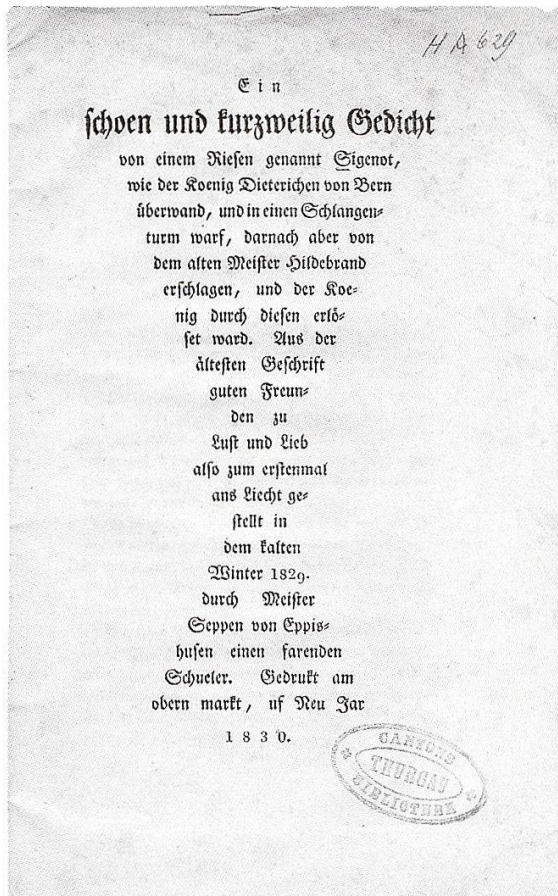 H A 629
Ein
schoen und kurzweilig Gedicht
von einem Riesen genannt Sigenot,
wie der Koenig Dieterichen von Bern
überwand, und in einen Schlangen-
turm warf, darnach aber von
dem alten Meister Hildebrand
erschlagen, und der Koe-
nig durch diesen erlö-
set ward. Aus der
ältesten Geschrift
guten Freun-
den zu
Lust und Lieb
also zum erstenmal
ans Liecht ge-
stellt in
dem kalten
Winter 1829.
durch Meister
Seppen von Eppis-
husen einen farenden
Schueler. Gedrukt am
obern markt, uf Neu Jar
1830.
CANTONS
THURGAU
BIBLIOTHEK